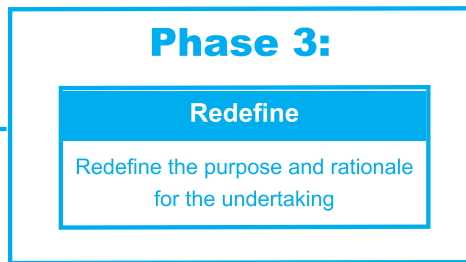 Phase 3:
Redefine
Redefine the purpose and rationale
for the undertaking